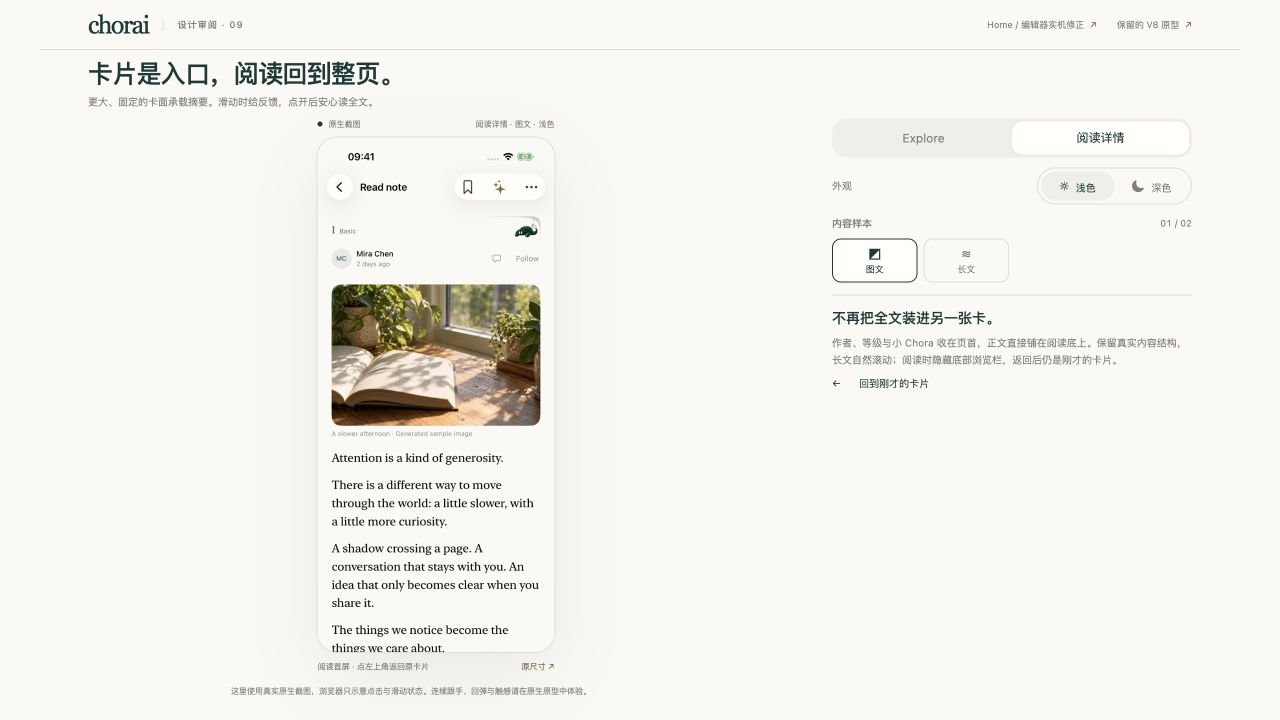 chorai
设计审阅 · 09
Home / 编辑器实机修正 ↗
保留的 V8 原型 ↗
卡片是入口，阅读回到整页。
更大、固定的卡面承载摘要。滑动时给反馈，点开后安心读全文。
原生截图
阅读详情 · 图文 · 浅色
09:41
Read note
I Basic
MC
Mira Chen
2 days ago
Follow
A slower afternoon · Generated sample image
Attention is a kind of generosity.
There is a different way to move
through the world: a little slower, with
a little more curiosity.
A shadow crossing a page. A
conversation that stays with you. An
idea that only becomes clear when you
share it.
The things we notice become the
things we care about.
阅读首屏 · 点左上角返回原卡片
原尺寸 ↗
这里使用真实原生截图，浏览器只示意点击与滑动状态。连续跟手、回弹与触感请在原生原型中体验。
Explore
阅读详情
外观
浅色
深色
内容样本
01 / 02
图文
长文
不再把全文装进另一张卡。
作者、等级与小 Chora 收在页首，正文直接铺在阅读底上。保留真实内容结构，
长文自然滚动；阅读时隐藏底部浏览栏，返回后仍是刚才的卡片。
← 回到刚才的卡片